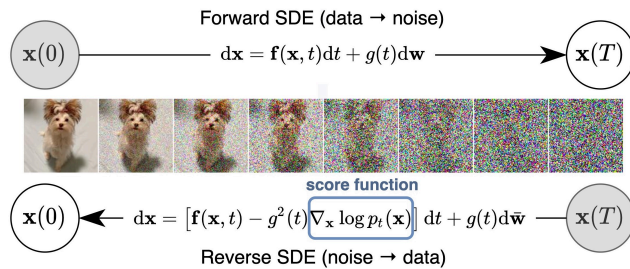 Forward SDE (data → noise)
x(0) dx = f(x, t)dt + g(t)dw x(T)
score function
x(0) dx = [f(x, t) − g²(t)∇ₓ log pₜ(x)] dt + g(t)dw̄ x(T)
Reverse SDE (noise → data)